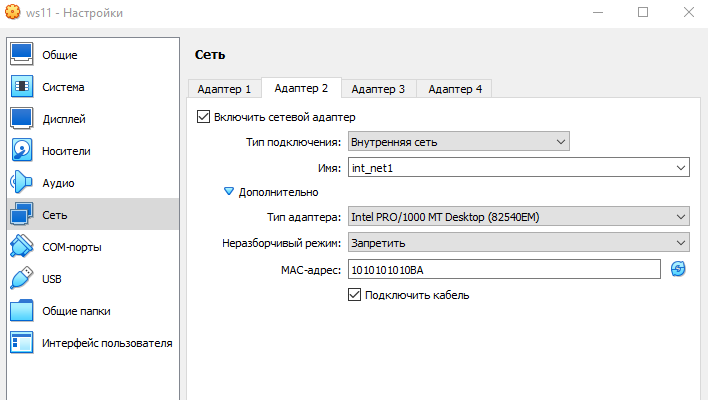 ws11 - Настройки
Общие
Система
Дисплей
Носители
Аудио
Сеть
COM-порты
USB
Общие папки
Интерфейс пользователя
Сеть
Адаптер 1 Адаптер 2 Адаптер 3 Адаптер 4
Включить сетевой адаптер
Тип подключения: Внутренняя сеть
Имя: int_net1
Дополнительно
Тип адаптера: Intel PRO/1000 MT Desktop (82540EM)
Неразборчивый режим: Запретить
MAC-адрес: 1010101010BA
Подключить кабель